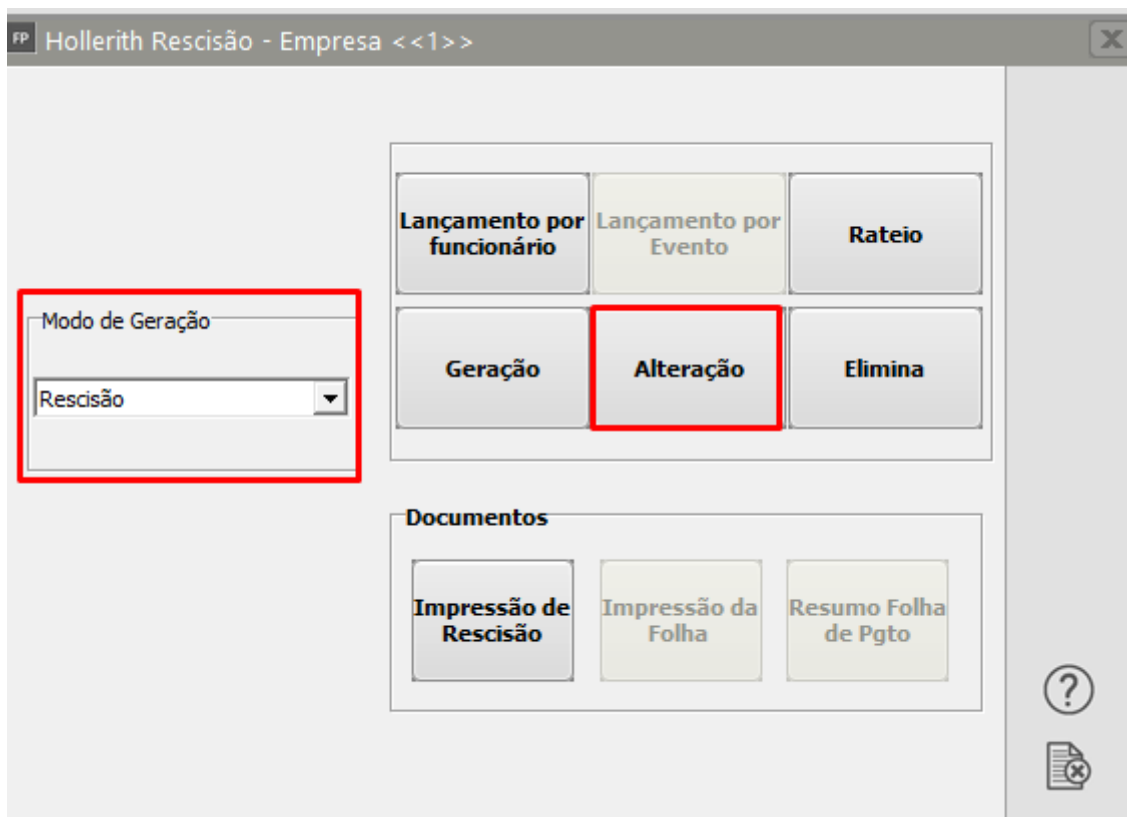 FP Hollerith Rescisão - Empresa <<1>>
Lançamento por
funcionário
Lançamento por
Evento
Rateio
Modo de Geração
Rescisão
Geração
Alteração
Elimina
Documentos
Impressão de
Rescisão
Impressão da
Folha
Resumo Folha
de Pgto
?